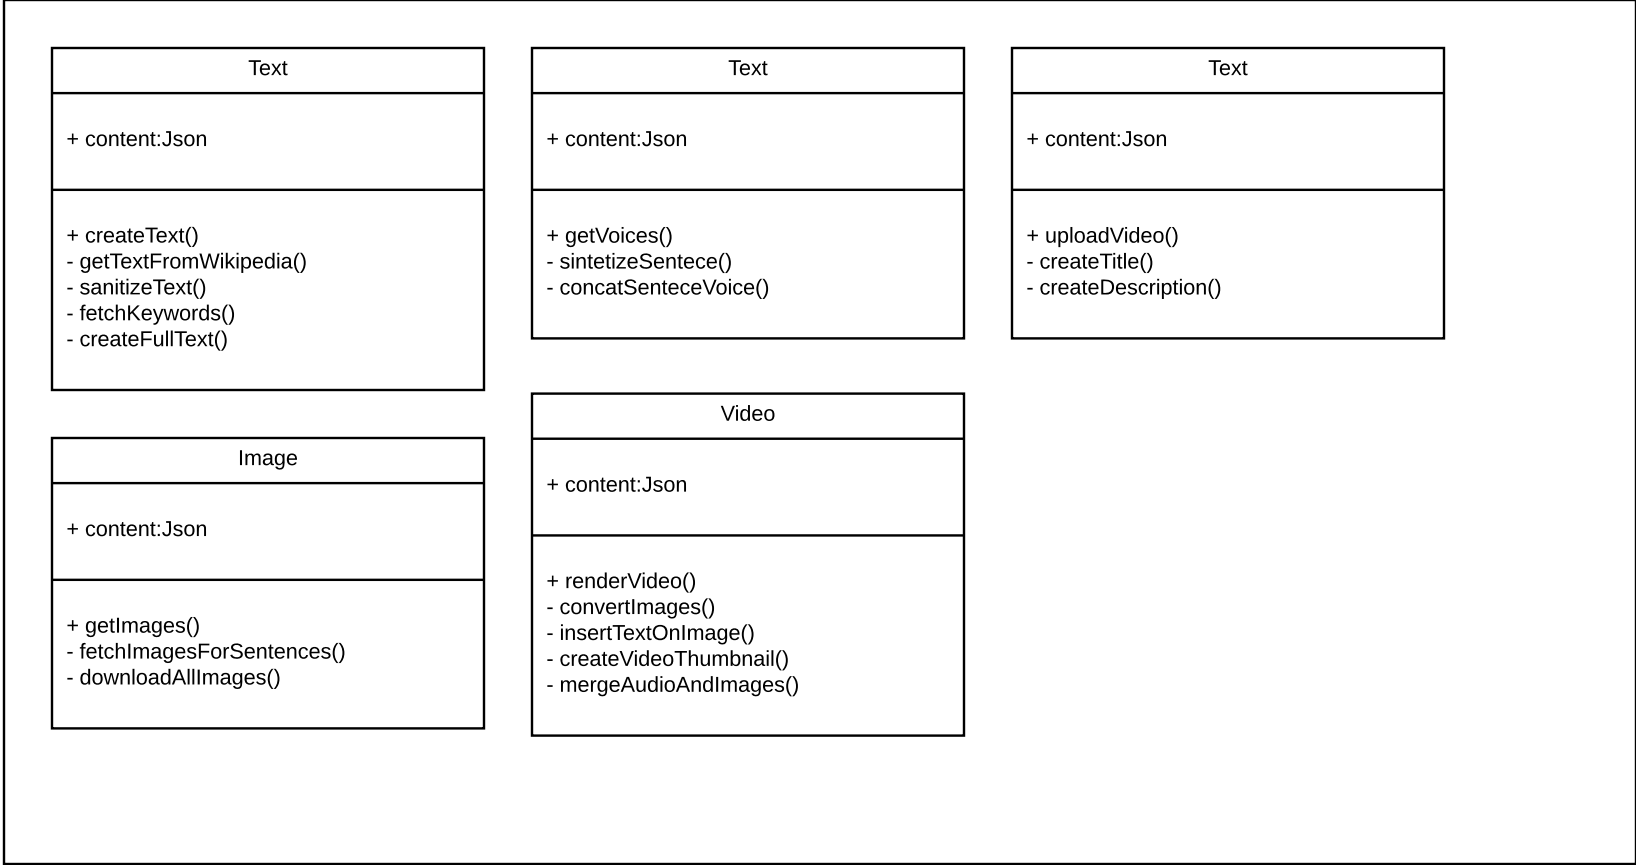 Text
+ content:Json
+ createText()
- getTextFromWikipedia()
- sanitizeText()
- fetchKeywords()
- createFullText()
Text
+ content:Json
+ getVoices()
- sintetizeSentece()
- concatSenteceVoice()
Text
+ content:Json
+ uploadVideo()
- createTitle()
- createDescription()
Image
+ content:Json
+ getImages()
- fetchImagesForSentences()
- downloadAllImages()
Video
+ content:Json
+ renderVideo()
- convertImages()
- insertTextOnImage()
- createVideoThumbnail()
- mergeAudioAndImages()